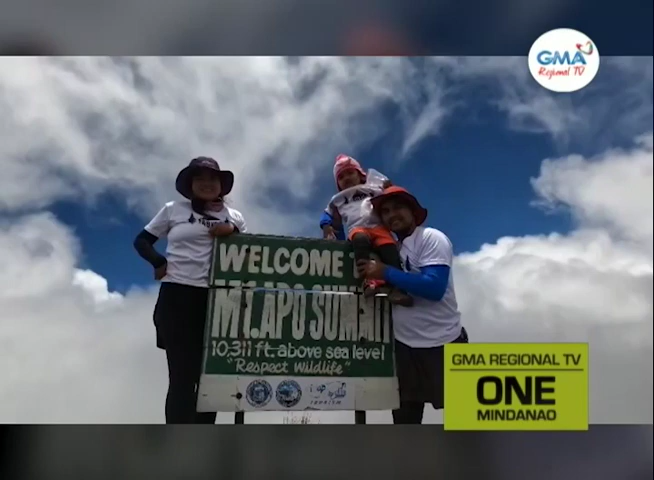 GMA
Regional TV
WELCOME T
MT. APO SUMMIT
10,311 ft. above sea level
"Respect wildlife"
GMA REGIONAL TV
ONE
MINDANAO